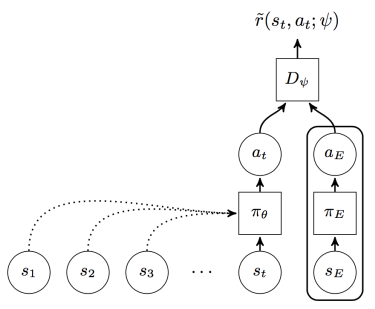 r̃(s_t, a_t; ψ)
D_ψ
a_t a_E
π_θ π_E
s_1 s_2 s_3 ⋯ s_t s_E